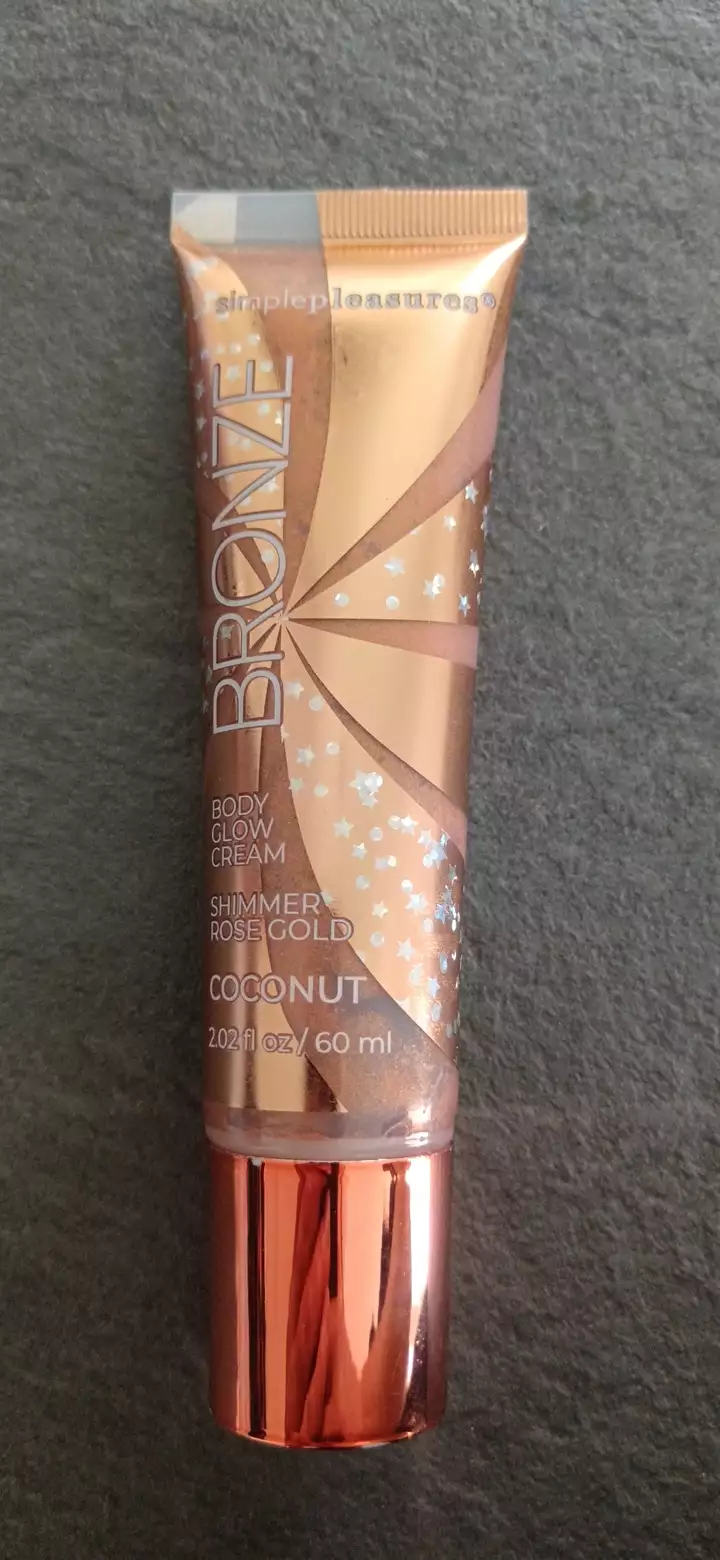 simplepleasures®
BRONZE
BODY
GLOW
CREAM
SHIMMER
ROSE GOLD
COCONUT
2.02 fl oz / 60 ml